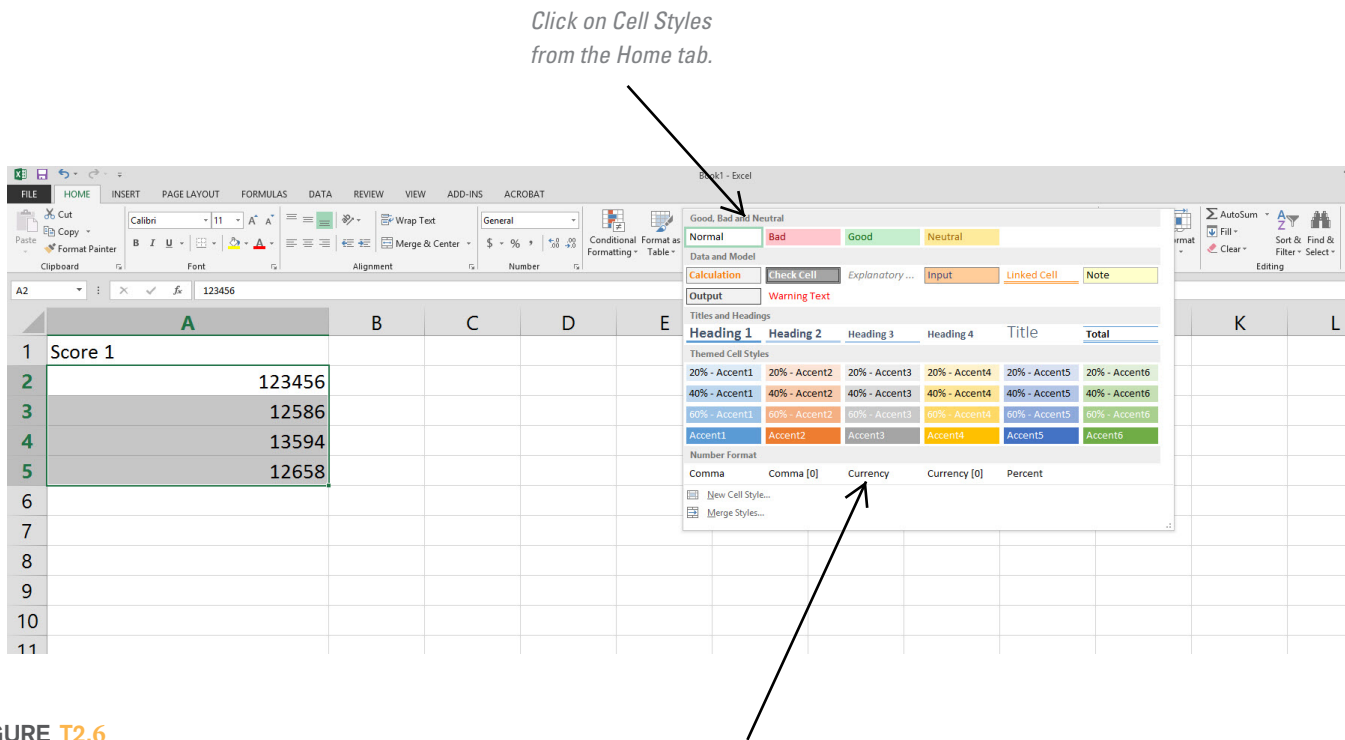 Click on Cell Styles
from the Home tab.
Book1 - Excel
FILE HOME INSERT PAGE LAYOUT FORMULAS DATA REVIEW VIEW ADD-INS ACROBAT
Paste
Cut
Copy
Format Painter
Clipboard
Calibri 11 A A
B I U A
Font
Wrap Text
Merge & Center
Alignment
General
$ % , .00
Number
Conditional Formatting
Format as Table
Good, Bad and Neutral
Normal Bad Good Neutral
Data and Model
Calculation Check Cell Explanatory ... Input Linked Cell Note
Output Warning Text
Titles and Headings
Heading 1 Heading 2 Heading 3 Heading 4 Title Total
Themed Cell Styles
20% - Accent1 20% - Accent2 20% - Accent3 20% - Accent4 20% - Accent5 20% - Accent6
40% - Accent1 40% - Accent2 40% - Accent3 40% - Accent4 40% - Accent5 40% - Accent6
60% - Accent1 60% - Accent2 60% - Accent3 60% - Accent4 60% - Accent5 60% - Accent6
Accent1 Accent2 Accent3 Accent4 Accent5 Accent6
Number Format
Comma Comma [0] Currency Currency [0] Percent
New Cell Style...
Merge Styles...
AutoSum
Fill
Clear
Sort & Filter
Find & Select
Editing
A2 fx 123456
A B C D E K L
1 Score 1
2 123456
3 12586
4 13594
5 12658
6
7
8
9
10
11
T2.6